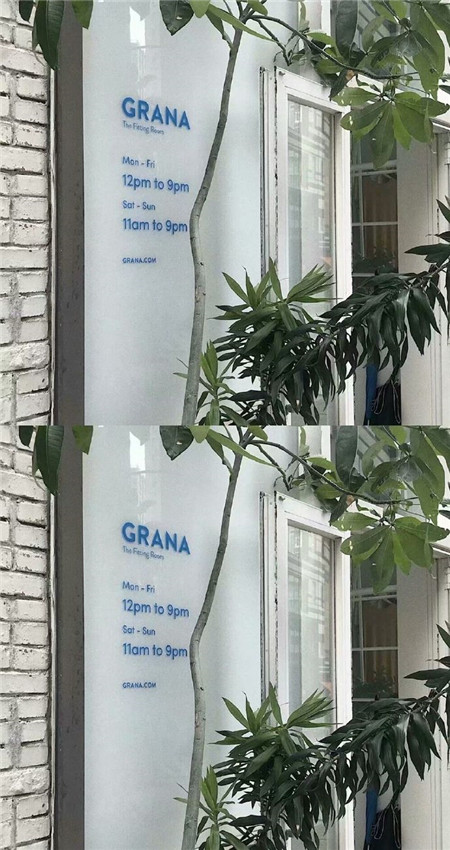 GRANA
The Fitting Room
Mon - Fri
12pm to 9pm
Sat - Sun
11am to 9pm
GRANA.COM
GRANA
The Fitting Room
Mon - Fri
12pm to 9pm
Sat - Sun
11am to 9pm
GRANA.COM